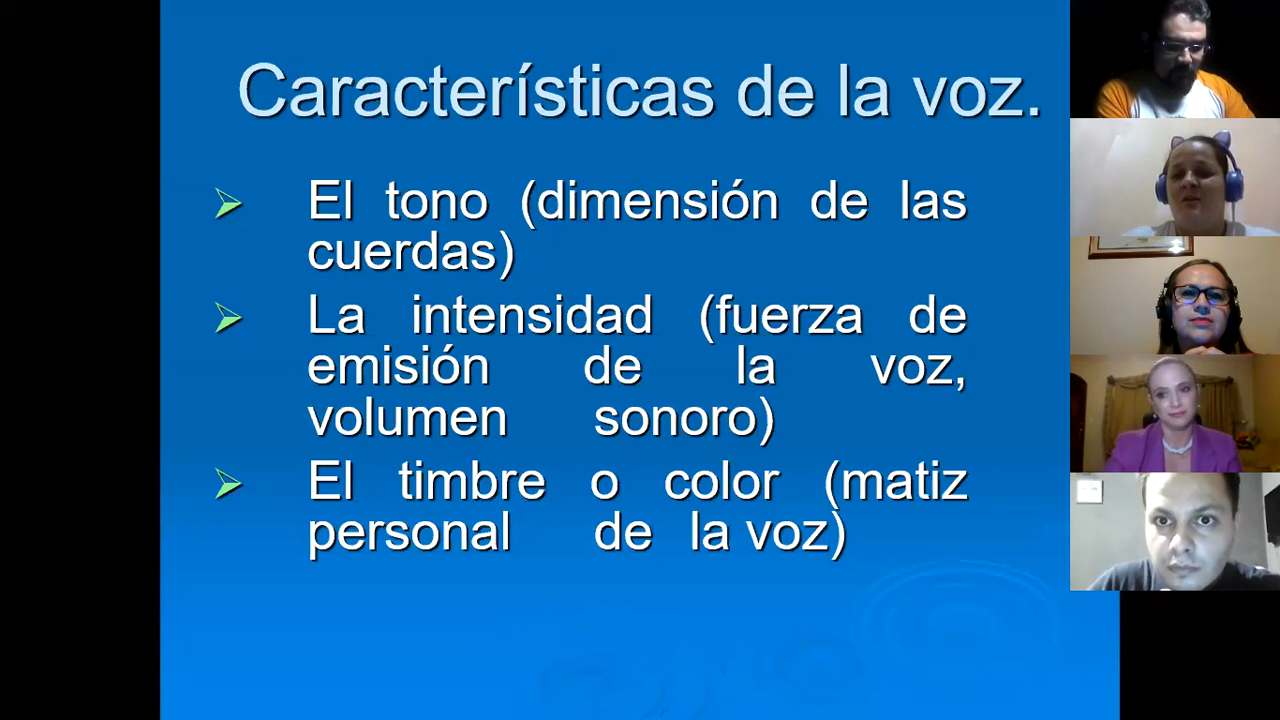 Características de la voz.
El tono (dimensión de las
cuerdas)
La intensidad (fuerza de
emisión de la voz,
volumen sonoro)
El timbre o color (matiz
personal de la voz)